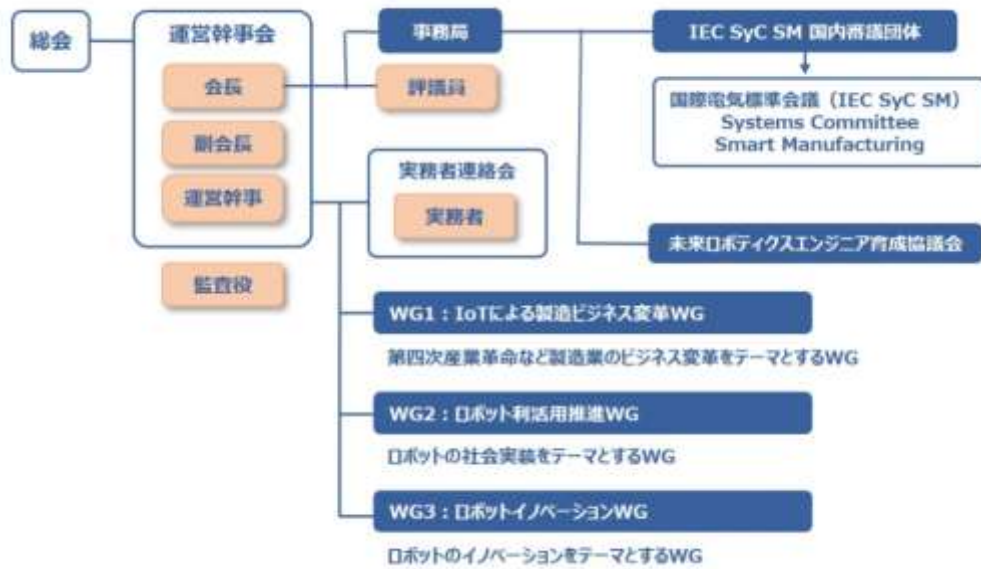 総会
運営幹事会
会長
副会長
運営幹事
監査役
事務局
評議員
実務者連絡会
実務者
IEC SyC SM 国内審議団体
国際電気標準会議（IEC SyC SM）
Systems Committee
Smart Manufacturing
未来ロボティクスエンジニア育成協議会
WG1：IoTによる製造ビジネス変革WG
第四次産業革命など製造業のビジネス変革をテーマとするWG
WG2：ロボット利活用推進WG
ロボットの社会実装をテーマとするWG
WG3：ロボットイノベーションWG
ロボットのイノベーションをテーマとするWG